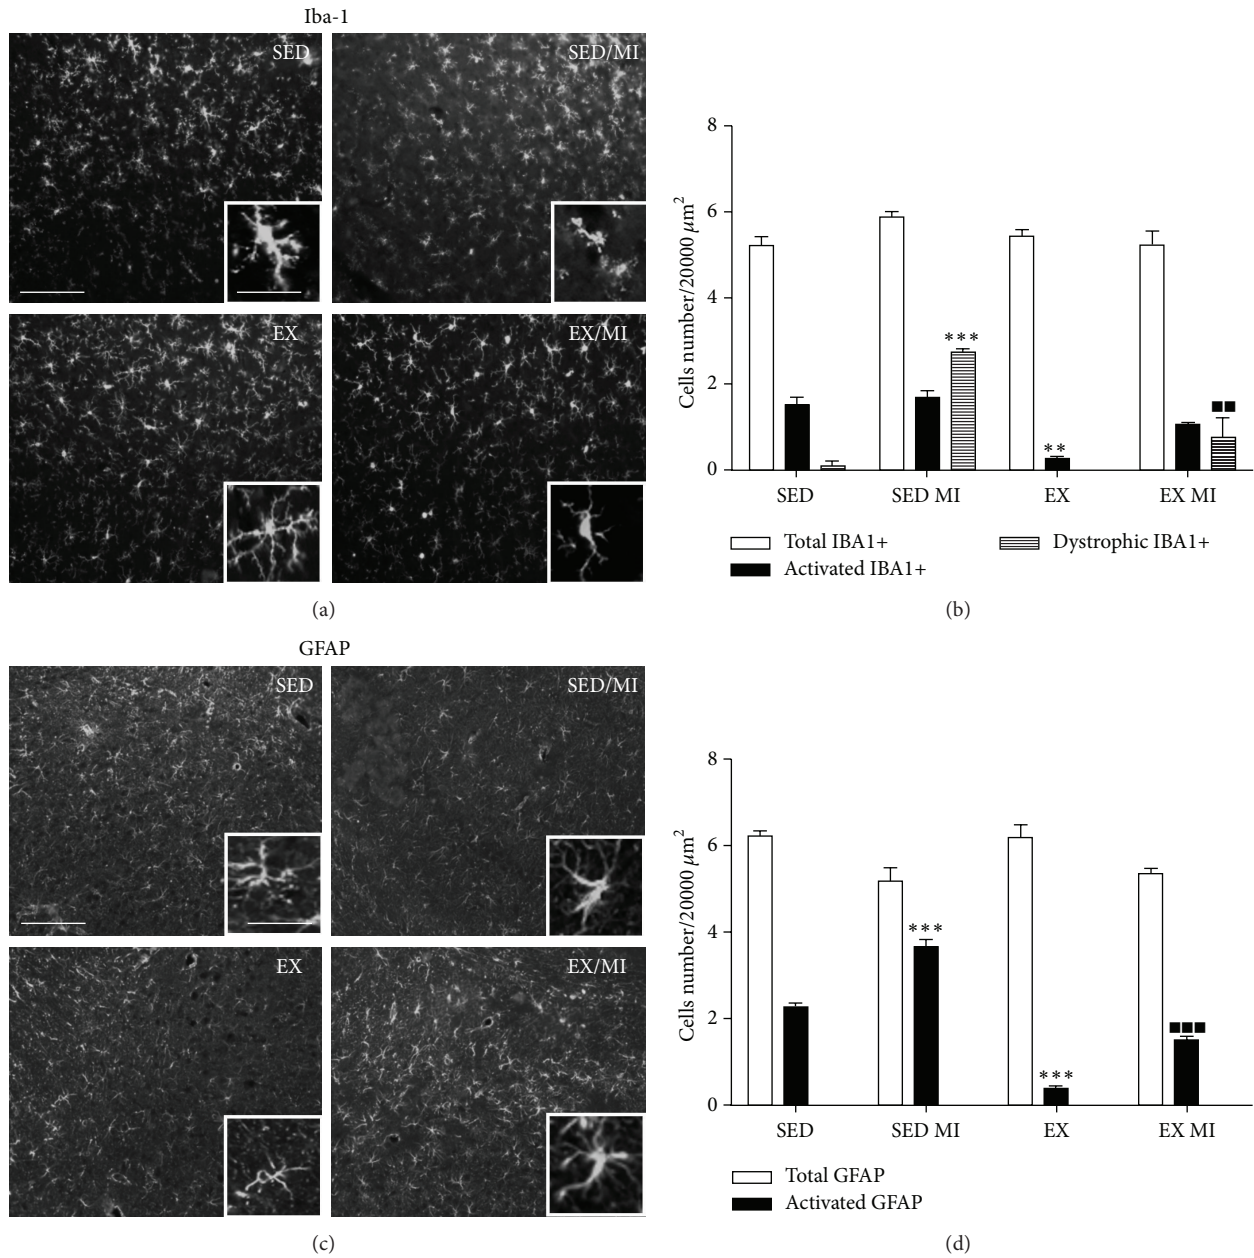 Iba-1
SED
SED/MI
EX
EX/MI
(a)
8
6
4
2
0
Cells number/20000 μm²
***
**
■■
SED
SED MI
EX
EX MI
Total IBA1+
Dystrophic IBA1+
Activated IBA1+
(b)
GFAP
SED
SED/MI
EX
EX/MI
(c)
8
6
4
2
0
Cells number/20000 μm²
***
***
■■■
SED
SED MI
EX
EX MI
Total GFAP
Activated GFAP
(d)